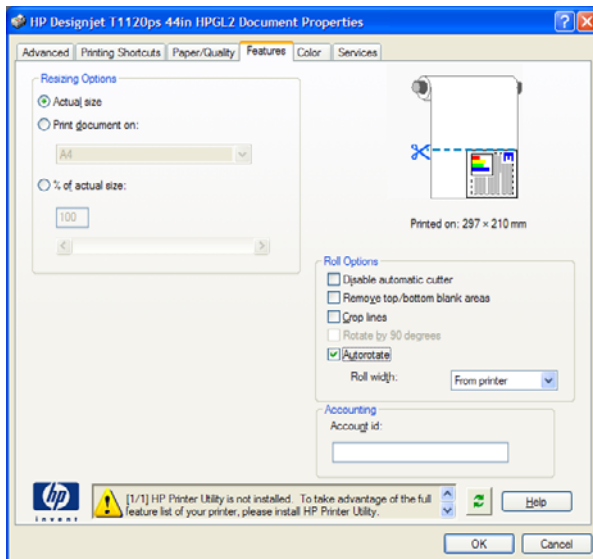 HP Designjet T1120ps 44in HPGL2 Document Properties
Advanced Printing Shortcuts Paper/Quality Features Color Services
Resizing Options
Actual size
Print document on:
A4
% of actual size:
100
Printed on: 297 × 210 mm
Roll Options
Disable automatic cutter
Remove top/bottom blank areas
Crop lines
Rotate by 90 degrees
Autorotate
Roll width: From printer
Accounting
Account id:
hp
invent
[1/1] HP Printer Utility is not installed. To take advantage of the full
feature list of your printer, please install HP Printer Utility.
Help
OK Cancel